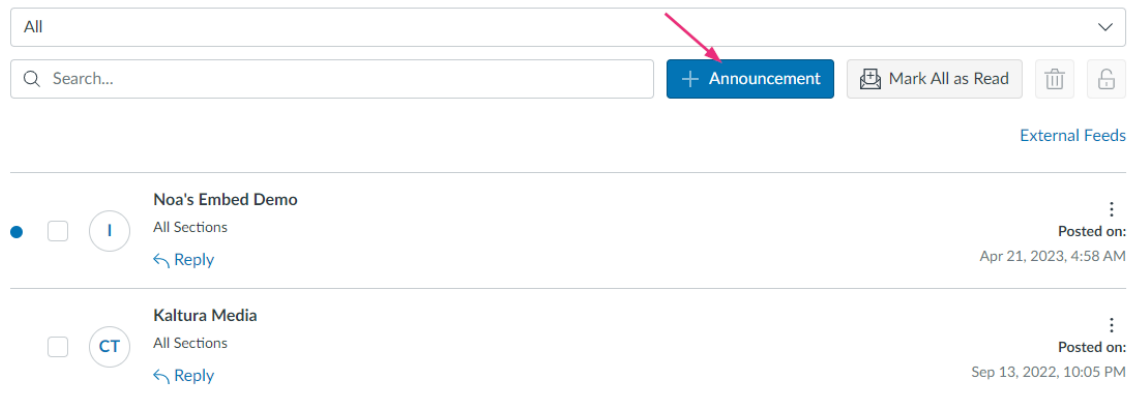 All
Search... + Announcement Mark All as Read
External Feeds
Noa's Embed Demo
I All Sections Posted on:
Reply Apr 21, 2023, 4:58 AM
Kaltura Media
CT All Sections Posted on:
Reply Sep 13, 2022, 10:05 PM